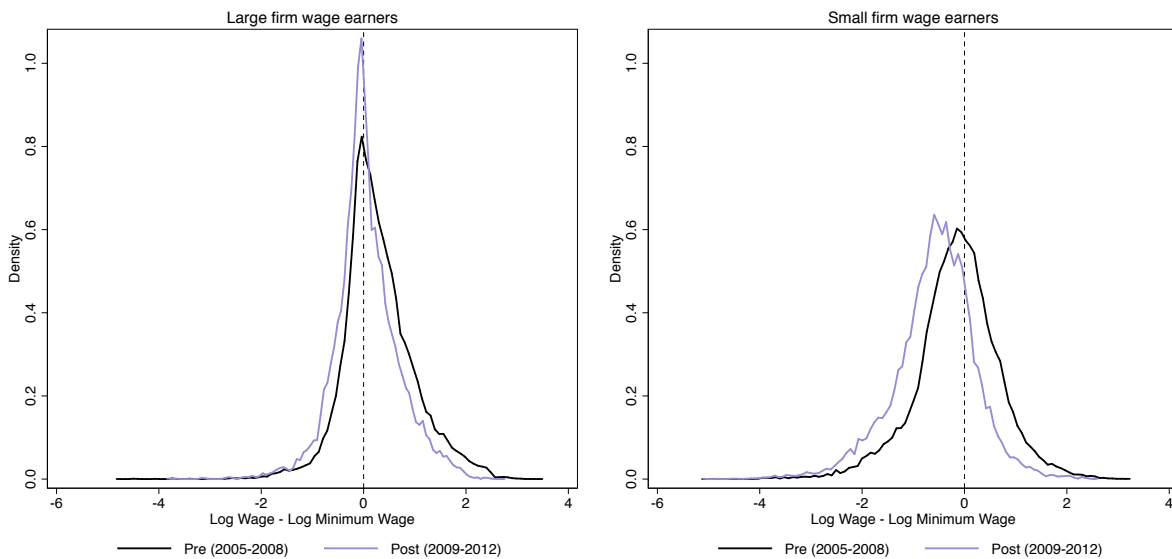 Large firm wage earners
Density
0.0 0.2 0.4 0.6 0.8 1.0
-6 -4 -2 0 2 4
Log Wage - Log Minimum Wage
Pre (2005-2008) Post (2009-2012)
Small firm wage earners
Density
0.0 0.2 0.4 0.6 0.8 1.0
-6 -4 -2 0 2 4
Log Wage - Log Minimum Wage
Pre (2005-2008) Post (2009-2012)